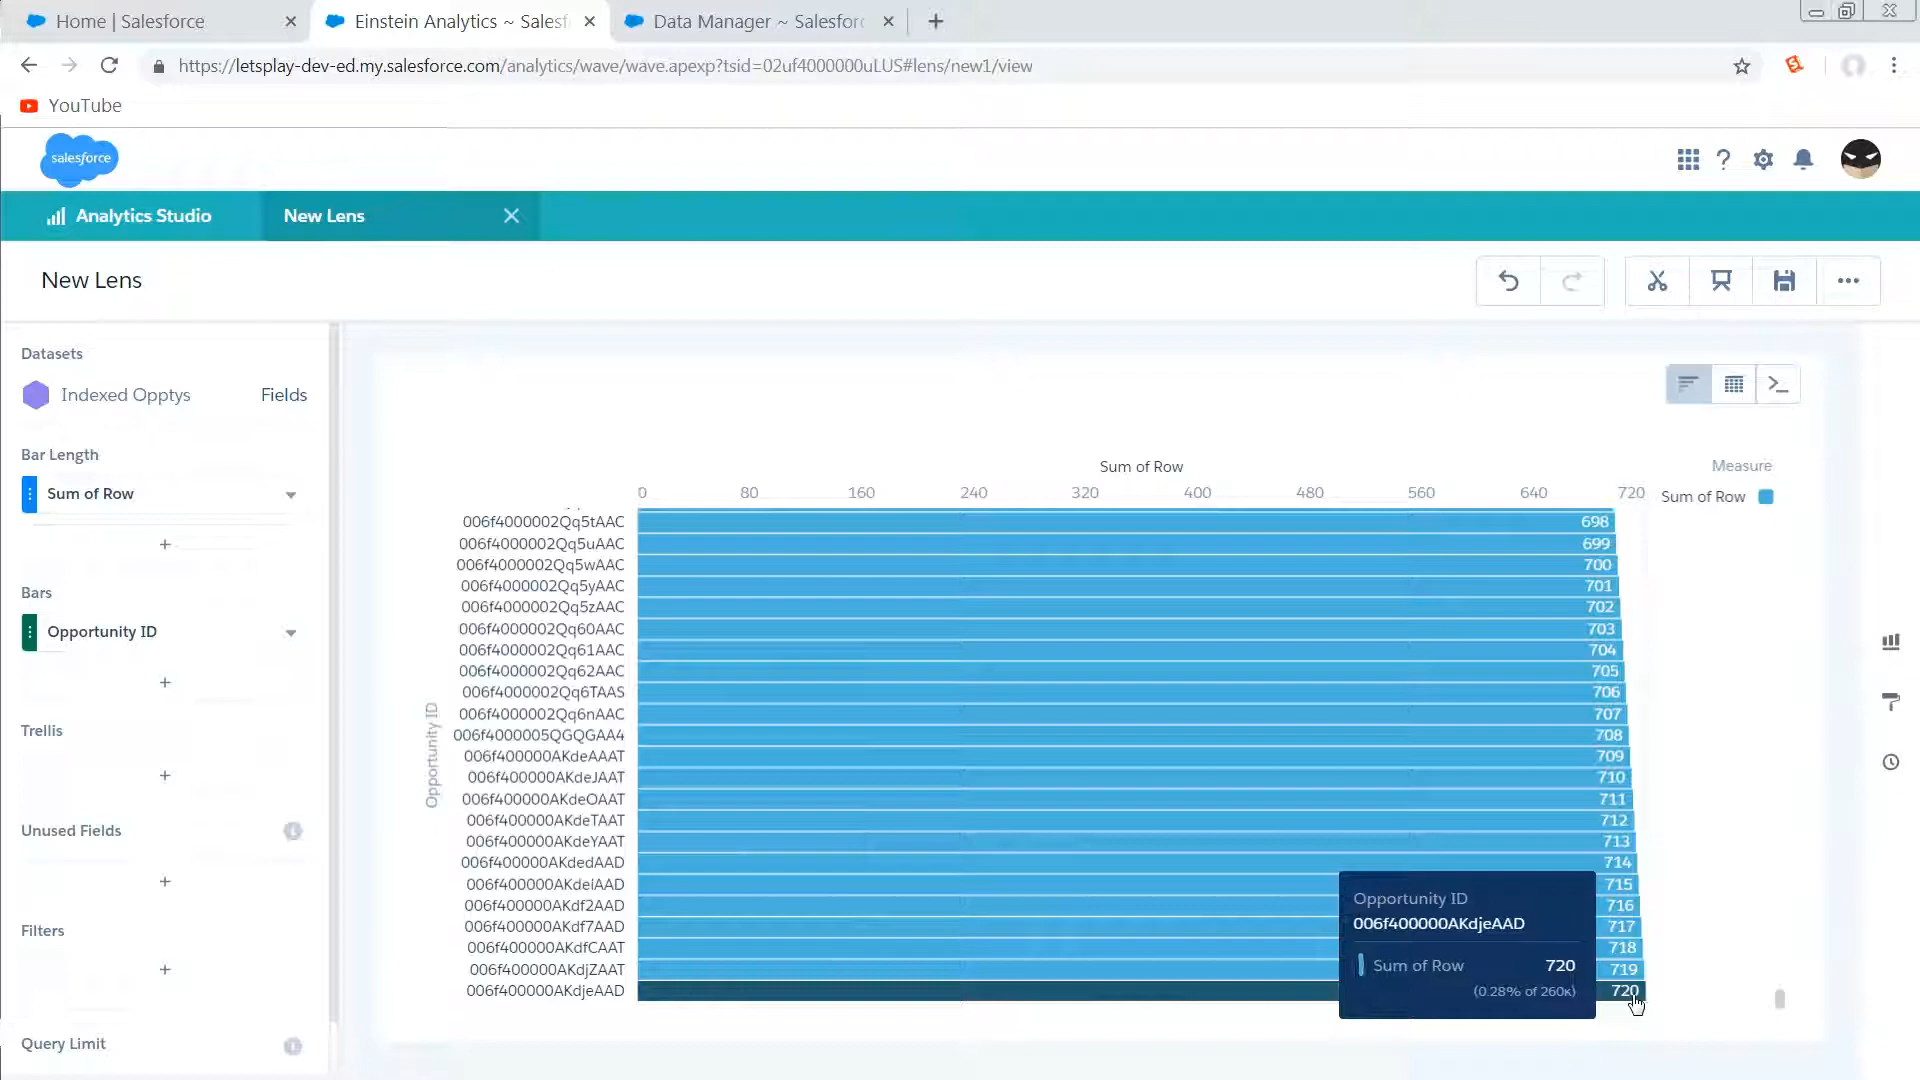 Home | Salesforce
Einstein Analytics ~ Salesf
Data Manager ~ Salesforc
https://letsplay-dev-ed.my.salesforce.com/analytics/wave/wave.apexp?tsid=02uf4000000uLUS#lens/new1/view
YouTube
salesforce
Analytics Studio
New Lens
New Lens
Datasets
Indexed Opptys
Fields
Bar Length
Sum of Row
Bars
Opportunity ID
Trellis
Unused Fields
Filters
Query Limit
Sum of Row
0 80 160 240 320 400 480 560 640 720
Measure
Sum of Row
Opportunity ID
006f4000002Qq5tAAC 698
006f4000002Qq5uAAC 699
006f4000002Qq5wAAC 700
006f4000002Qq5yAAC 701
006f4000002Qq5zAAC 702
006f4000002Qq60AAC 703
006f4000002Qq61AAC 704
006f4000002Qq62AAC 705
006f4000002Qq6TAAS 706
006f4000002Qq6nAAC 707
006f4000005QGQGAA4 708
006f400000AKdeAAAT 709
006f400000AKdeJAAT 710
006f400000AKdeOAAT 711
006f400000AKdeTAAT 712
006f400000AKdeYAAT 713
006f400000AKdedAAD 714
006f400000AKdeiAAD 715
006f400000AKdf2AAD 716
006f400000AKdf7AAD 717
006f400000AKdfCAAT 718
006f400000AKdjZAAT 719
006f400000AKdjeAAD 720
Opportunity ID
006f400000AKdjeAAD
Sum of Row 720
(0.28% of 260K)